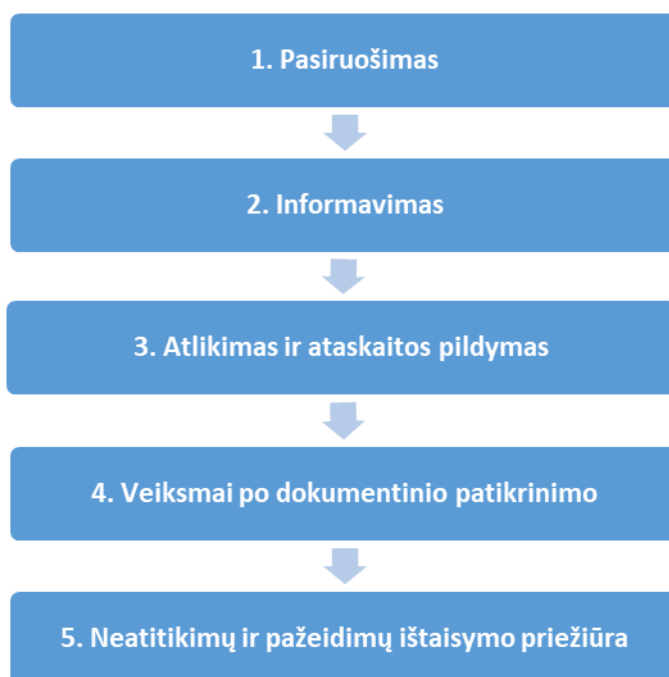 1. Pasiruošimas
2. Informavimas
3. Atlikimas ir ataskaitos pildymas
4. Veiksmai po dokumentinio patikrinimo
5. Neatitikimų ir pažeidimų ištaisymo priežiūra